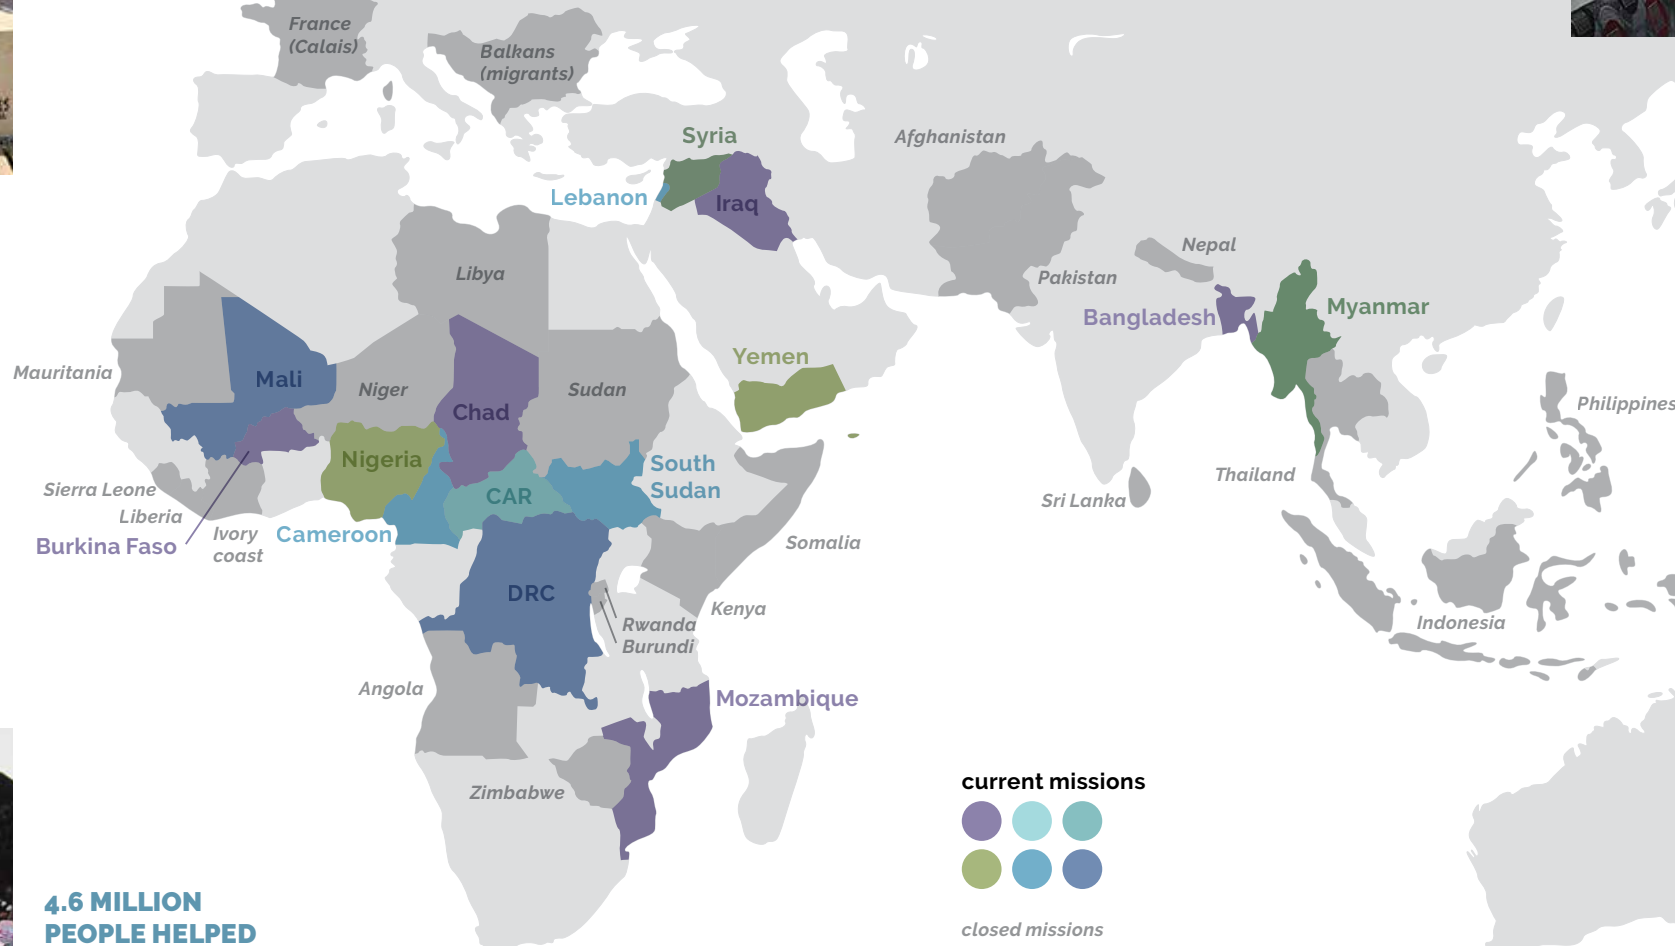 France
(Calais)
Balkans
(migrants)
Syria
Afghanistan
Lebanon
Iraq
Nepal
Libya
Pakistan
Myanmar
Bangladesh
Yemen
Mauritania
Mali
Niger
Sudan
Philippines
Chad
Nigeria
South
Sudan
Thailand
Sierra Leone
CAR
Sri Lanka
Liberia
Ivory
coast
Cameroon
Burkina Faso
Somalia
DRC
Kenya
Rwanda
Burundi
Indonesia
Angola
Mozambique
Zimbabwe
current missions
closed missions
4.6 MILLION
PEOPLE HELPED